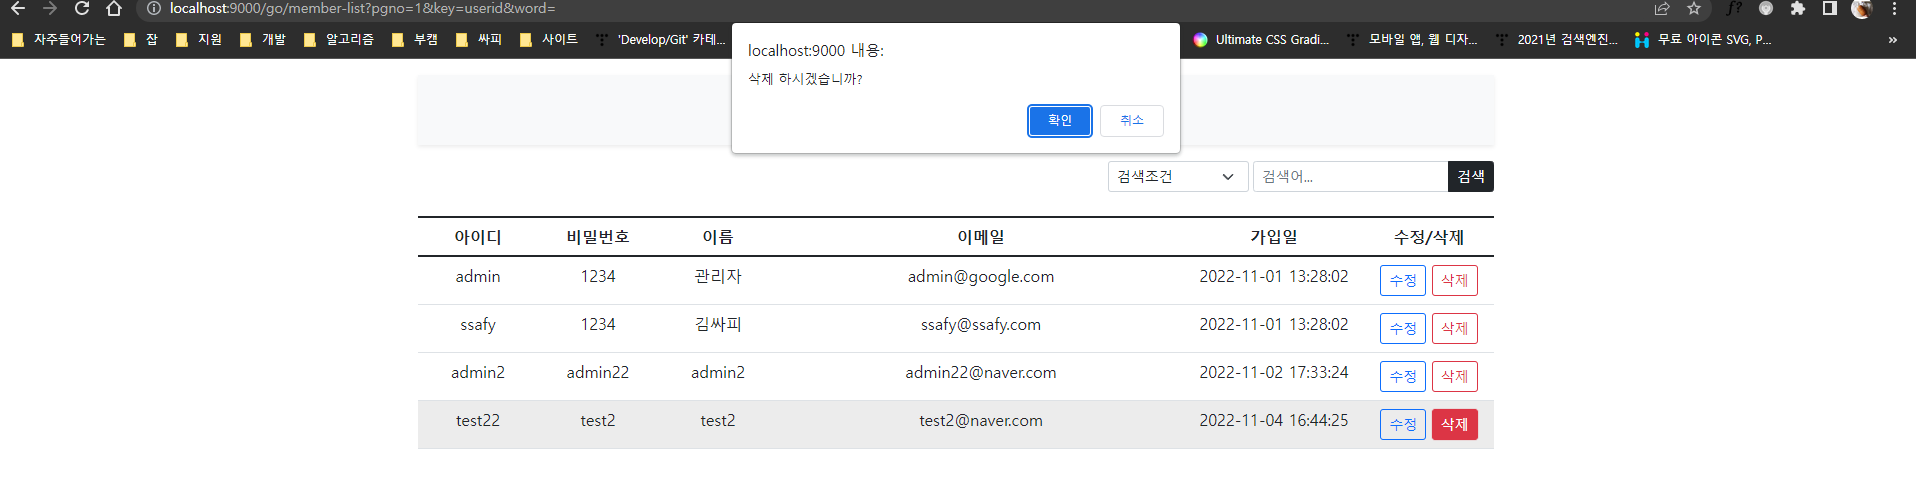 localhost:9000/go/member-list?pgno=1&key=userid&word=
자주들어가는 잡 지원 개발 알고리즘 부캠 싸피 사이트 'Develop/Git' 카테... Ultimate CSS Gradi... 모바일 앱, 웹 디자... 2021년 검색엔진... 무료 아이콘 SVG, P... »
localhost:9000 내용:
삭제 하시겠습니까?
확인 취소
검색조건 검색어... 검색
아이디 비밀번호 이름 이메일 가입일 수정/삭제
admin 1234 관리자 admin@google.com 2022-11-01 13:28:02 수정 삭제
ssafy 1234 김싸피 ssafy@ssafy.com 2022-11-01 13:28:02 수정 삭제
admin2 admin22 admin2 admin22@naver.com 2022-11-02 17:33:24 수정 삭제
test22 test2 test2 test2@naver.com 2022-11-04 16:44:25 수정 삭제